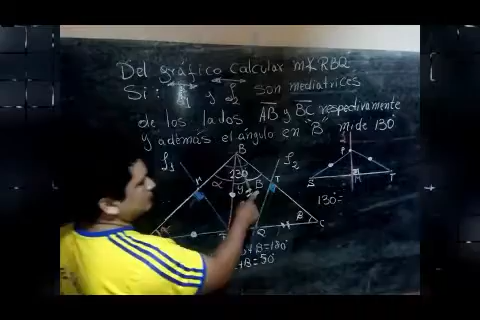 Del gráfico Calcular m∢RBQ
Si: L1 y L2 son mediatrices
de los lados AB y BC respectivamente
y además el ángulo en "B" mide 130°
L1 B L2
M 130 T
α B
P
S M T
130°=
Q C
+B=180°
+B=50°